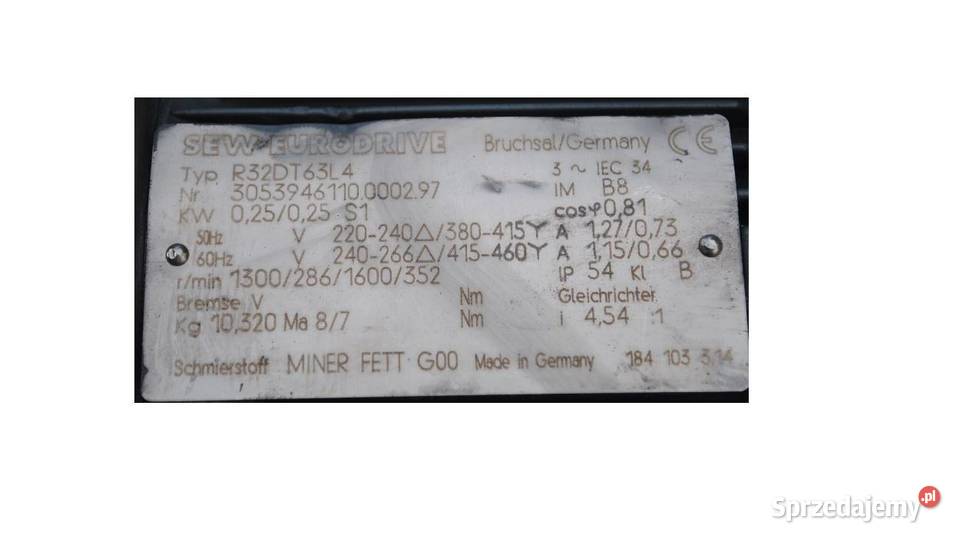 SEW-EURODRIVE Bruchsal/Germany CE
Typ R32DT63L4 3 ~ IEC 34
Nr 3053946110.0002.97 IM B8
KW 0,25/0,25 S1 cosφ 0,81
50Hz V 220-240△/380-415Y A 1,27/0,73
60Hz V 240-266△/415-460Y A 1,15/0,66
r/min 1300/286/1600/352 IP 54 Kl B
Bremse V Nm Gleichrichter
Kg 10,320 Ma 8/7 Nm i 4,54 :1
Schmierstoff MINER FETT G00 Made in Germany 184 103 3.14
Sprzedajemy.pl